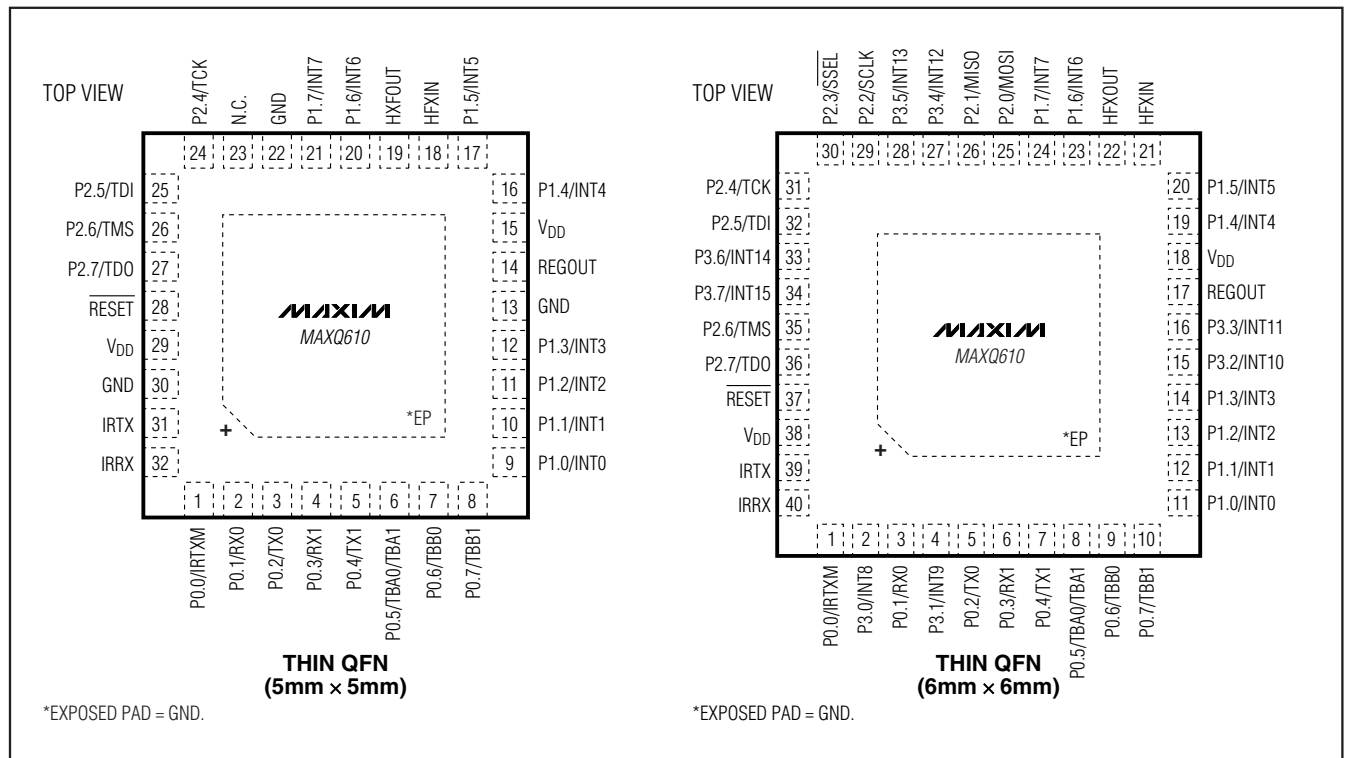 TOP VIEW
P2.4/TCK
N.C.
GND
P1.7/INT7
P1.6/INT6
HXFOUT
HFXIN
P1.5/INT5
24 23 22 21 20 19 18 17
P2.5/TDI 25
P2.6/TMS 26
P2.7/TDO 27
RESET 28
VDD 29
GND 30
IRTX 31
IRRX 32
16 P1.4/INT4
15 VDD
14 REGOUT
13 GND
12 P1.3/INT3
11 P1.2/INT2
10 P1.1/INT1
9 P1.0/INT0
MAXIM
MAXQ610
*EP
+
1 2 3 4 5 6 7 8
P0.0/IRTXM
P0.1/RX0
P0.2/TX0
P0.3/RX1
P0.4/TX1
P0.5/TBA0/TBA1
P0.6/TBB0
P0.7/TBB1
THIN QFN
(5mm × 5mm)
*EXPOSED PAD = GND.
TOP VIEW
P2.3/SSEL
P2.2/SCLK
P3.5/INT13
P3.4/INT12
P2.1/MISO
P2.0/MOSI
P1.7/INT7
P1.6/INT6
HFXOUT
HFXIN
30 29 28 27 26 25 24 23 22 21
P2.4/TCK 31
P2.5/TDI 32
P3.6/INT14 33
P3.7/INT15 34
P2.6/TMS 35
P2.7/TDO 36
RESET 37
VDD 38
IRTX 39
IRRX 40
20 P1.5/INT5
19 P1.4/INT4
18 VDD
17 REGOUT
16 P3.3/INT11
15 P3.2/INT10
14 P1.3/INT3
13 P1.2/INT2
12 P1.1/INT1
11 P1.0/INT0
MAXIM
MAXQ610
*EP
+
1 2 3 4 5 6 7 8 9 10
P0.0/IRTXM
P3.0/INT8
P0.1/RX0
P3.1/INT9
P0.2/TX0
P0.3/RX1
P0.4/TX1
P0.5/TBA0/TBA1
P0.6/TBB0
P0.7/TBB1
THIN QFN
(6mm × 6mm)
*EXPOSED PAD = GND.